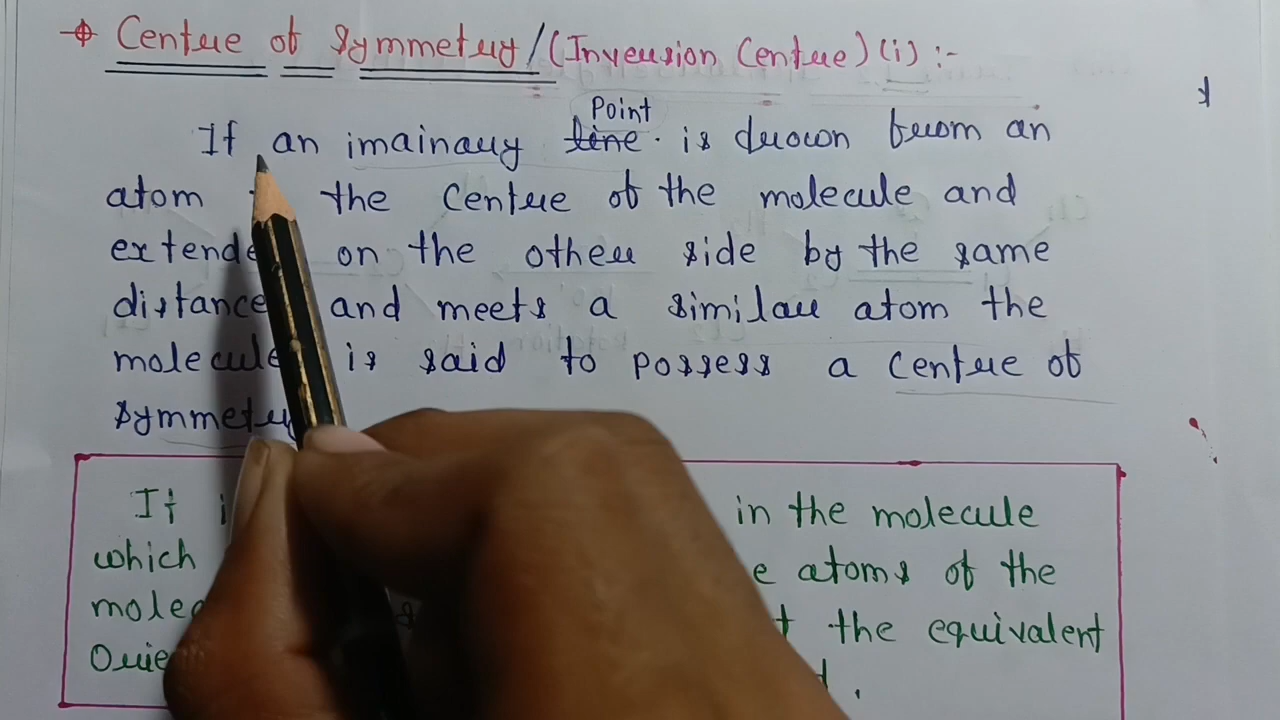 Centre of Symmetry/(Inversion Centre) (i) :-
Point
If an imainary line. is drown from an
atom the centre of the molecule and
extende on the other side by the same
distance and meets a similar atom the
molecule is said to possess a centre of
symmetry
It in the molecule
which atoms of the
the equivalent